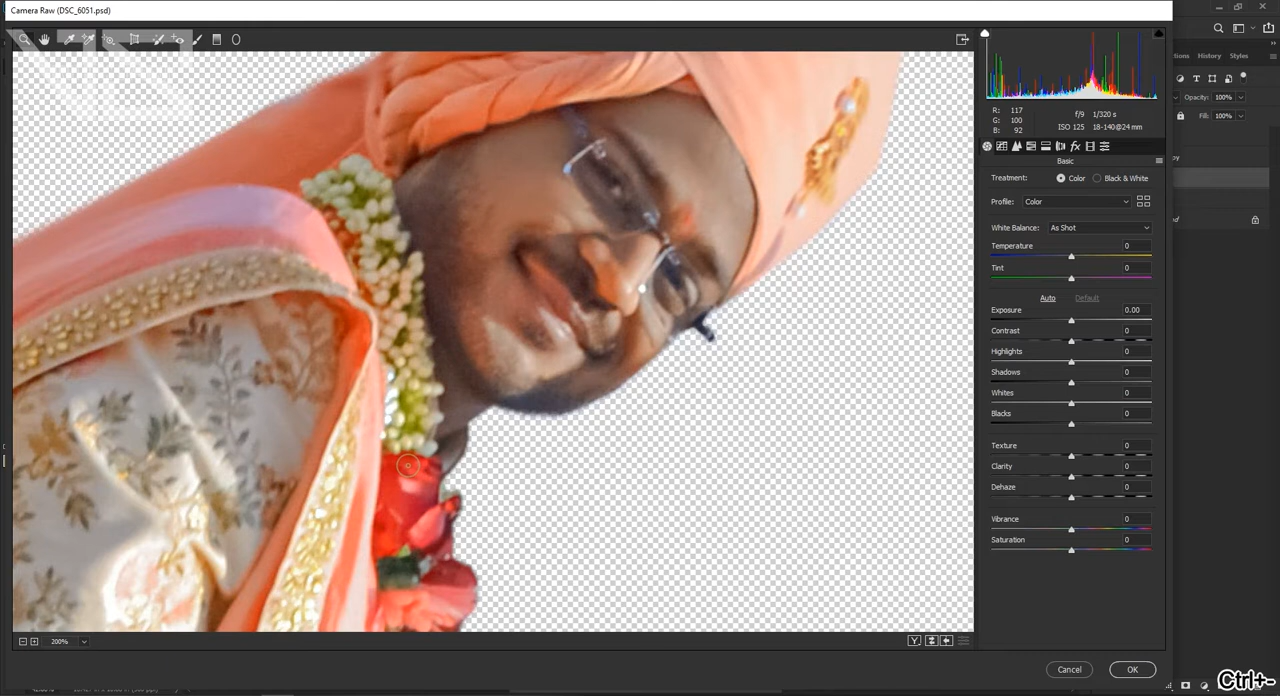 Camera Raw (DSC_6051.psd)
ctions History Styles
Opacity: 100%
Fill: 100%
py
d
R: 117
G: 100
B: 92
f/9 1/320 s
ISO 125 18-140@24 mm
fx
Basic
Treatment: Color Black & White
Profile: Color
White Balance: As Shot
Temperature 0
Tint 0
Auto Default
Exposure 0.00
Contrast 0
Highlights 0
Shadows 0
Whites 0
Blacks 0
Texture 0
Clarity 0
Dehaze 0
Vibrance 0
Saturation 0
200%
Y
Cancel OK
Ctrl+-